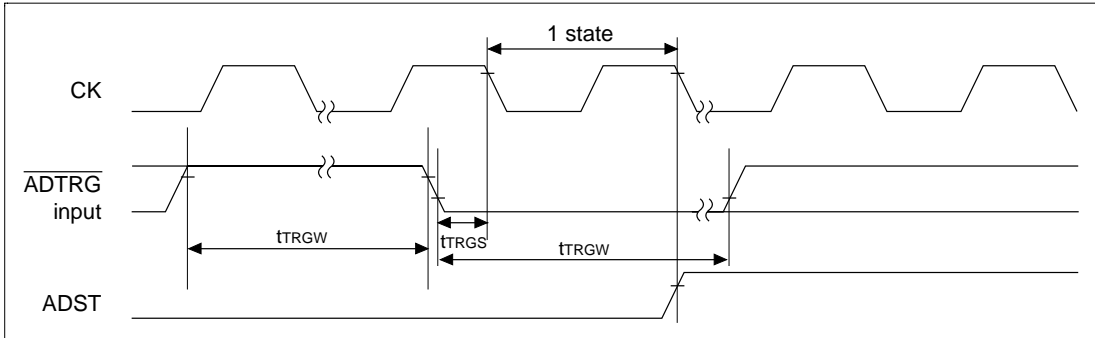 1 state
CK
ADTRG
input
tTRGW
tTRGS
tTRGW
ADST